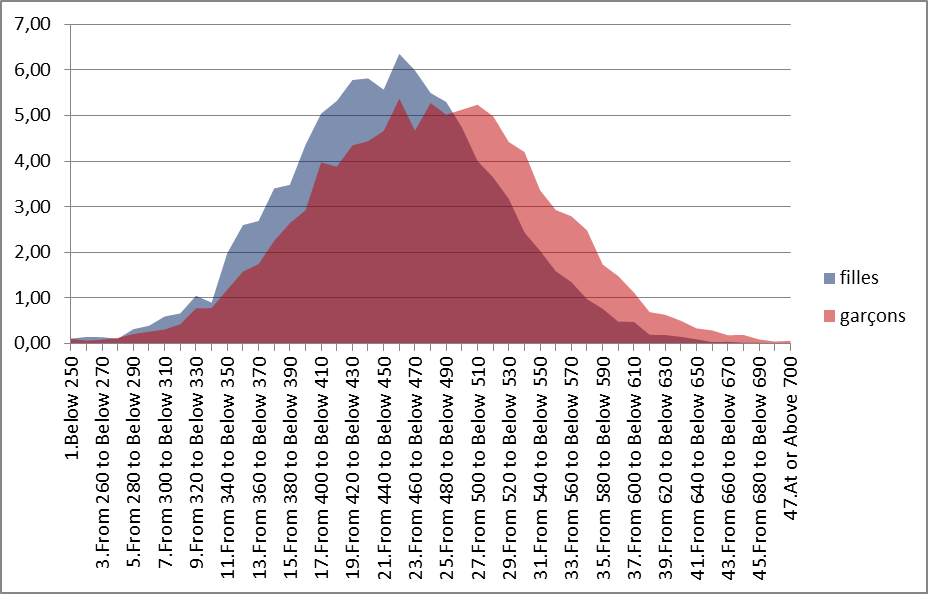 7,00
6,00
5,00
4,00
3,00
2,00
1,00
0,00
1.Below 250
3.From 260 to Below 270
5.From 280 to Below 290
7.From 300 to Below 310
9.From 320 to Below 330
11.From 340 to Below 350
13.From 360 to Below 370
15.From 380 to Below 390
17.From 400 to Below 410
19.From 420 to Below 430
21.From 440 to Below 450
23.From 460 to Below 470
25.From 480 to Below 490
27.From 500 to Below 510
29.From 520 to Below 530
31.From 540 to Below 550
33.From 560 to Below 570
35.From 580 to Below 590
37.From 600 to Below 610
39.From 620 to Below 630
41.From 640 to Below 650
43.From 660 to Below 670
45.From 680 to Below 690
47.At or Above 700
filles
garçons